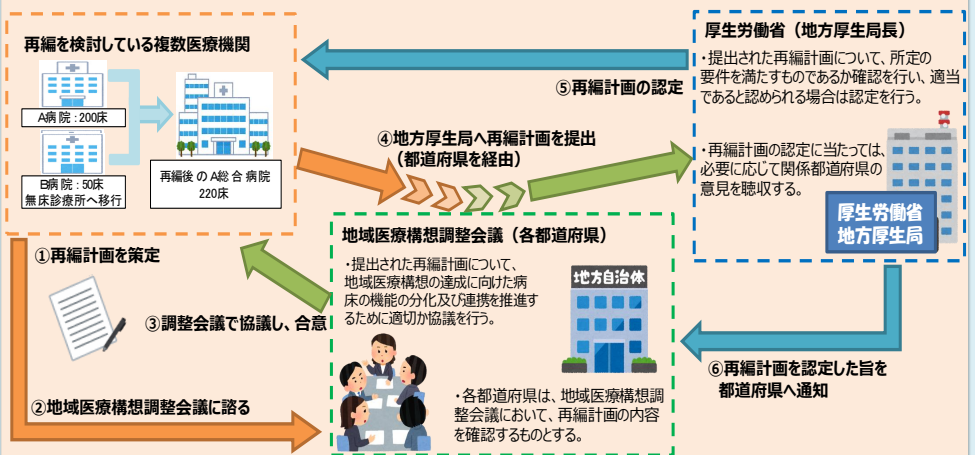 再編を検討している複数医療機関
A病院：200床
B病院：50床
無床診療所へ移行
再編後のA総合病院
220床
①再編計画を策定
②地域医療構想調整会議に諮る
③調整会議で協議し、合意
④地方厚生局へ再編計画を提出
（都道府県を経由）
⑤再編計画の認定
地域医療構想調整会議（各都道府県）
・提出された再編計画について、
地域医療構想の達成に向けた病
床の機能の分化及び連携を推進す
るために適切か協議を行う。
地方自治体
・各都道府県は、地域医療構想調
整会議において、再編計画の内容
を確認するものとする。
厚生労働省（地方厚生局長）
・提出された再編計画について、所定の
要件を満たすものであるか確認を行い、適当
であると認められる場合は認定を行う。
・再編計画の認定に当たっては、
必要に応じて関係都道府県の
意見を聴収する。
厚生労働省
地方厚生局
⑥再編計画を認定した旨を
都道府県へ通知